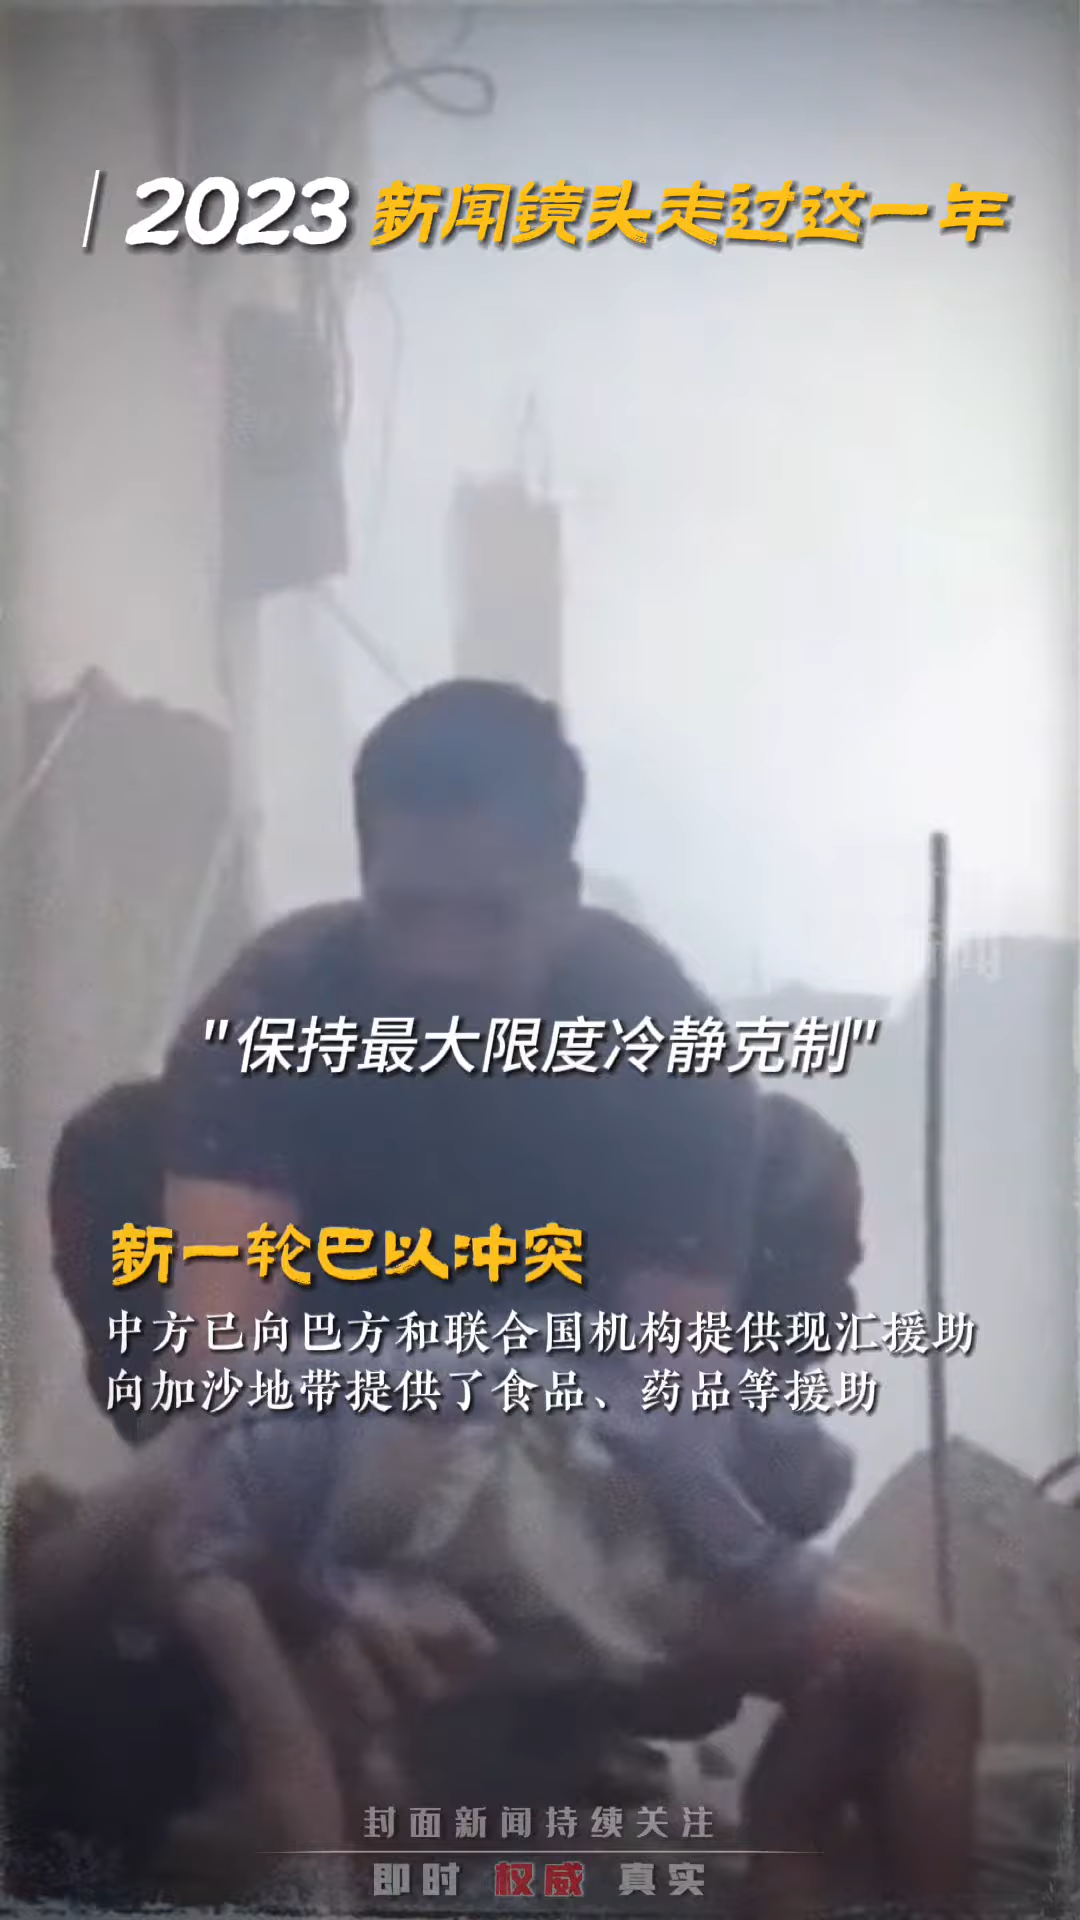 2023 新闻镜头走过这一年
新闻
"保持最大限度冷静克制"
新一轮巴以冲突
中方已向巴方和联合国机构提供现汇援助
向加沙地带提供了食品、药品等援助
封面新闻持续关注
即时 权威 真实